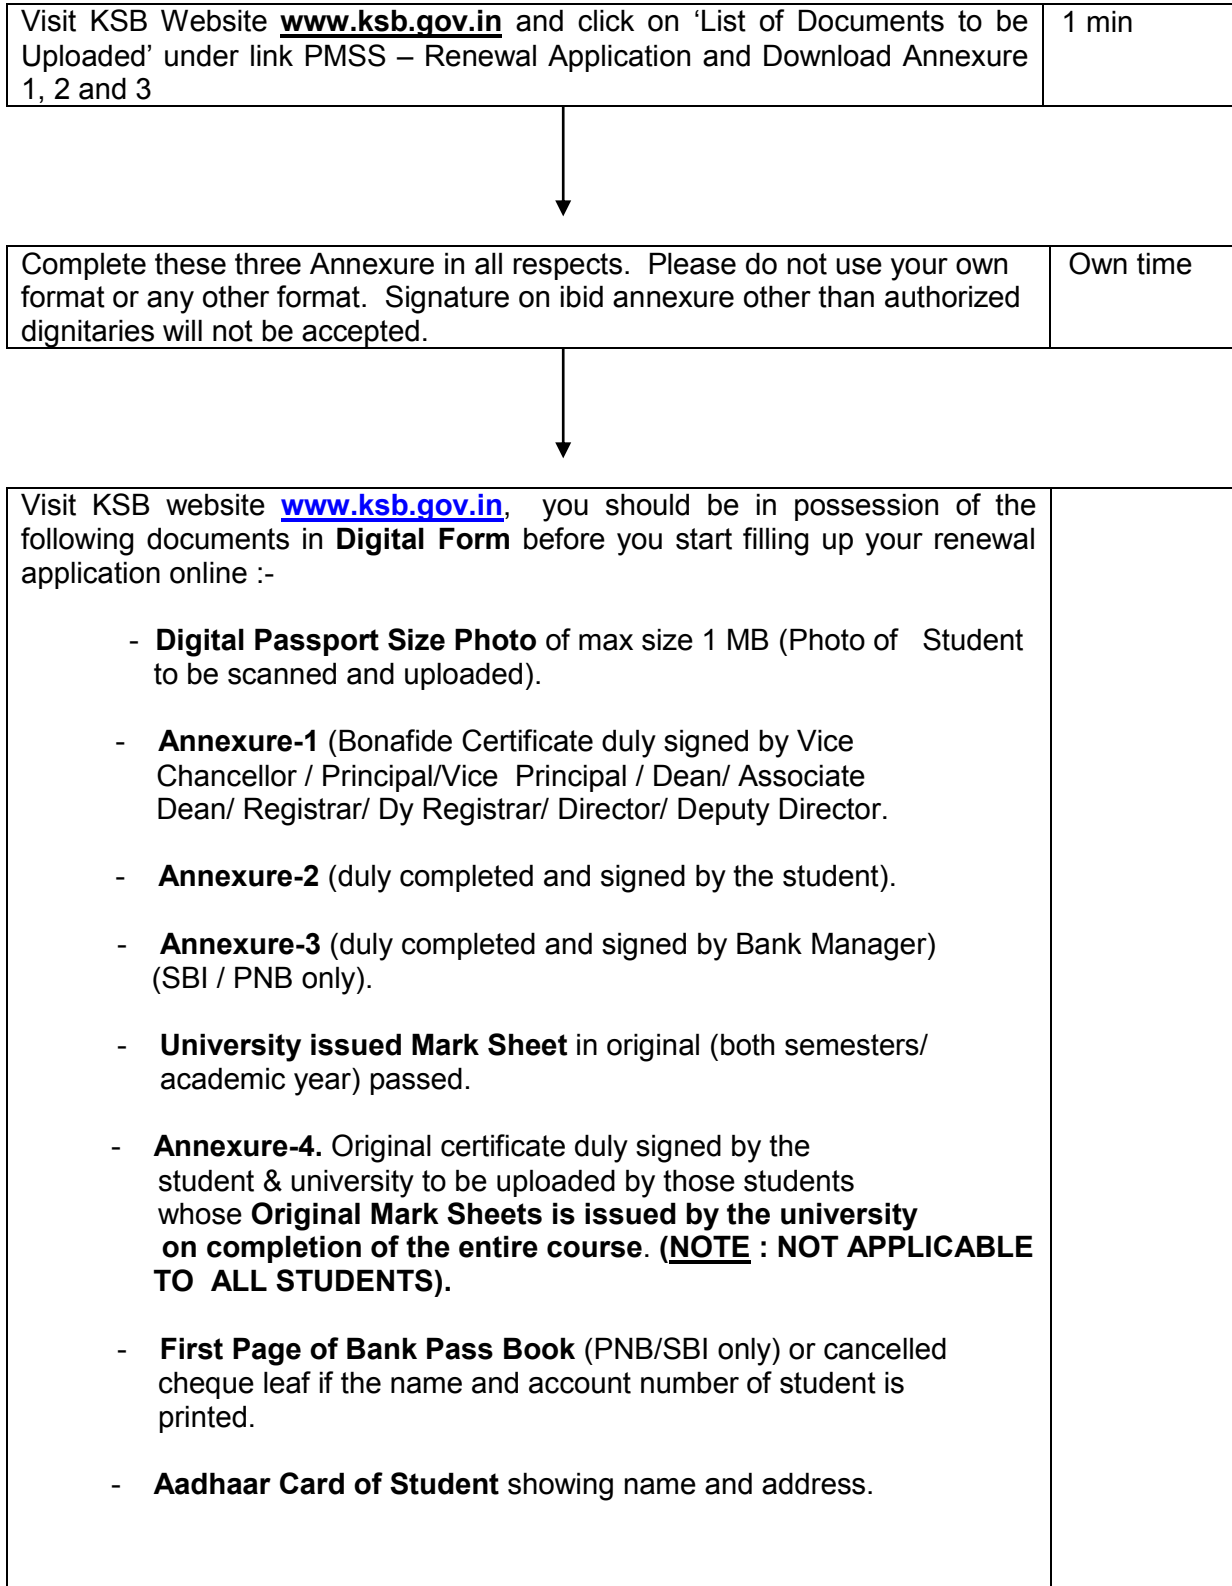 Visit KSB Website www.ksb.gov.in and click on ‘List of Documents to be
Uploaded’ under link PMSS – Renewal Application and Download Annexure
1, 2 and 3
1 min
Complete these three Annexure in all respects. Please do not use your own
format or any other format. Signature on ibid annexure other than authorized
dignitaries will not be accepted.
Own time
Visit KSB website www.ksb.gov.in, you should be in possession of the
following documents in Digital Form before you start filling up your renewal
application online :-
- Digital Passport Size Photo of max size 1 MB (Photo of Student
to be scanned and uploaded).
- Annexure-1 (Bonafide Certificate duly signed by Vice
Chancellor / Principal/Vice Principal / Dean/ Associate
Dean/ Registrar/ Dy Registrar/ Director/ Deputy Director.
- Annexure-2 (duly completed and signed by the student).
- Annexure-3 (duly completed and signed by Bank Manager)
(SBI / PNB only).
- University issued Mark Sheet in original (both semesters/
academic year) passed.
- Annexure-4. Original certificate duly signed by the
student & university to be uploaded by those students
whose Original Mark Sheets is issued by the university
on completion of the entire course. (NOTE : NOT APPLICABLE
TO ALL STUDENTS).
- First Page of Bank Pass Book (PNB/SBI only) or cancelled
cheque leaf if the name and account number of student is
printed.
- Aadhaar Card of Student showing name and address.